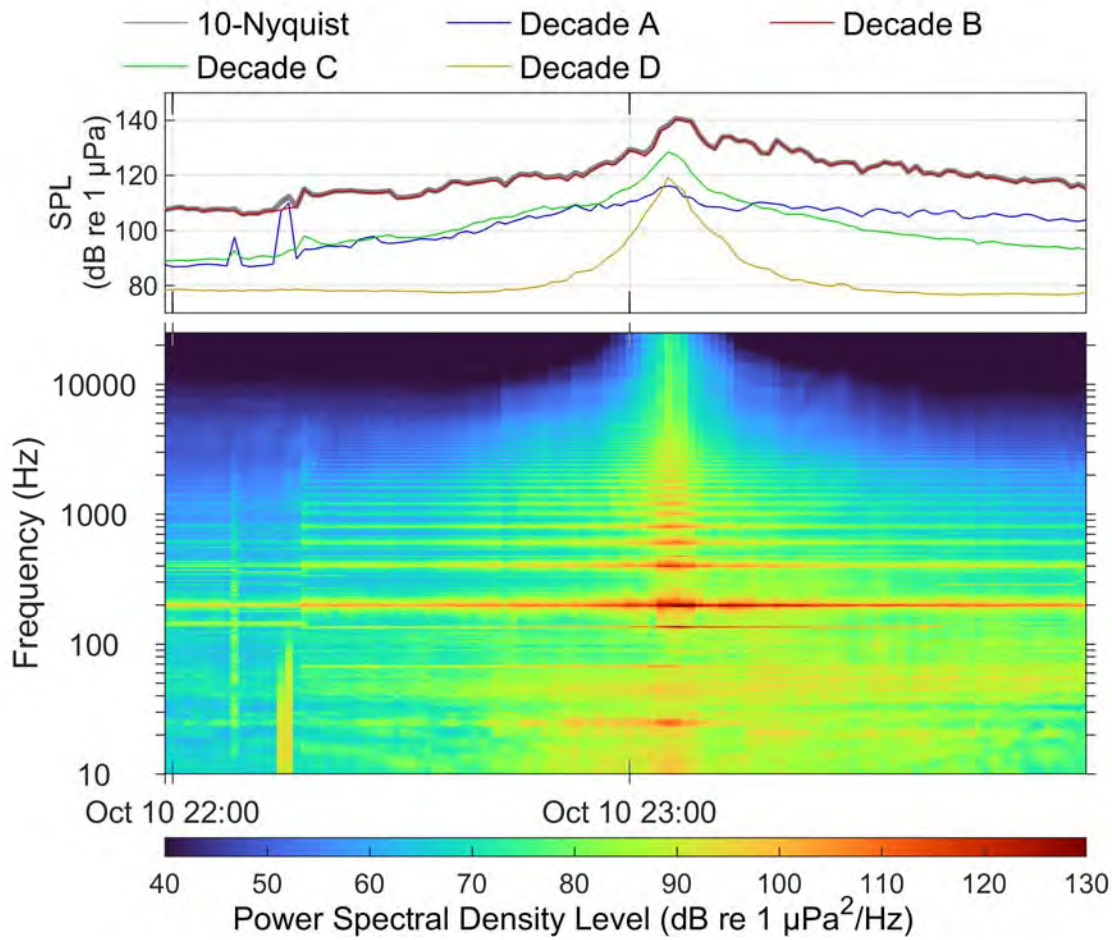 10-Nyquist Decade A Decade B
Decade C Decade D
140
120
100
80
SPL
(dB re 1 µPa)
10000
1000
100
10
Frequency (Hz)
Oct 10 22:00 Oct 10 23:00
40 50 60 70 80 90 100 110 120 130
Power Spectral Density Level (dB re 1 µPa²/Hz)